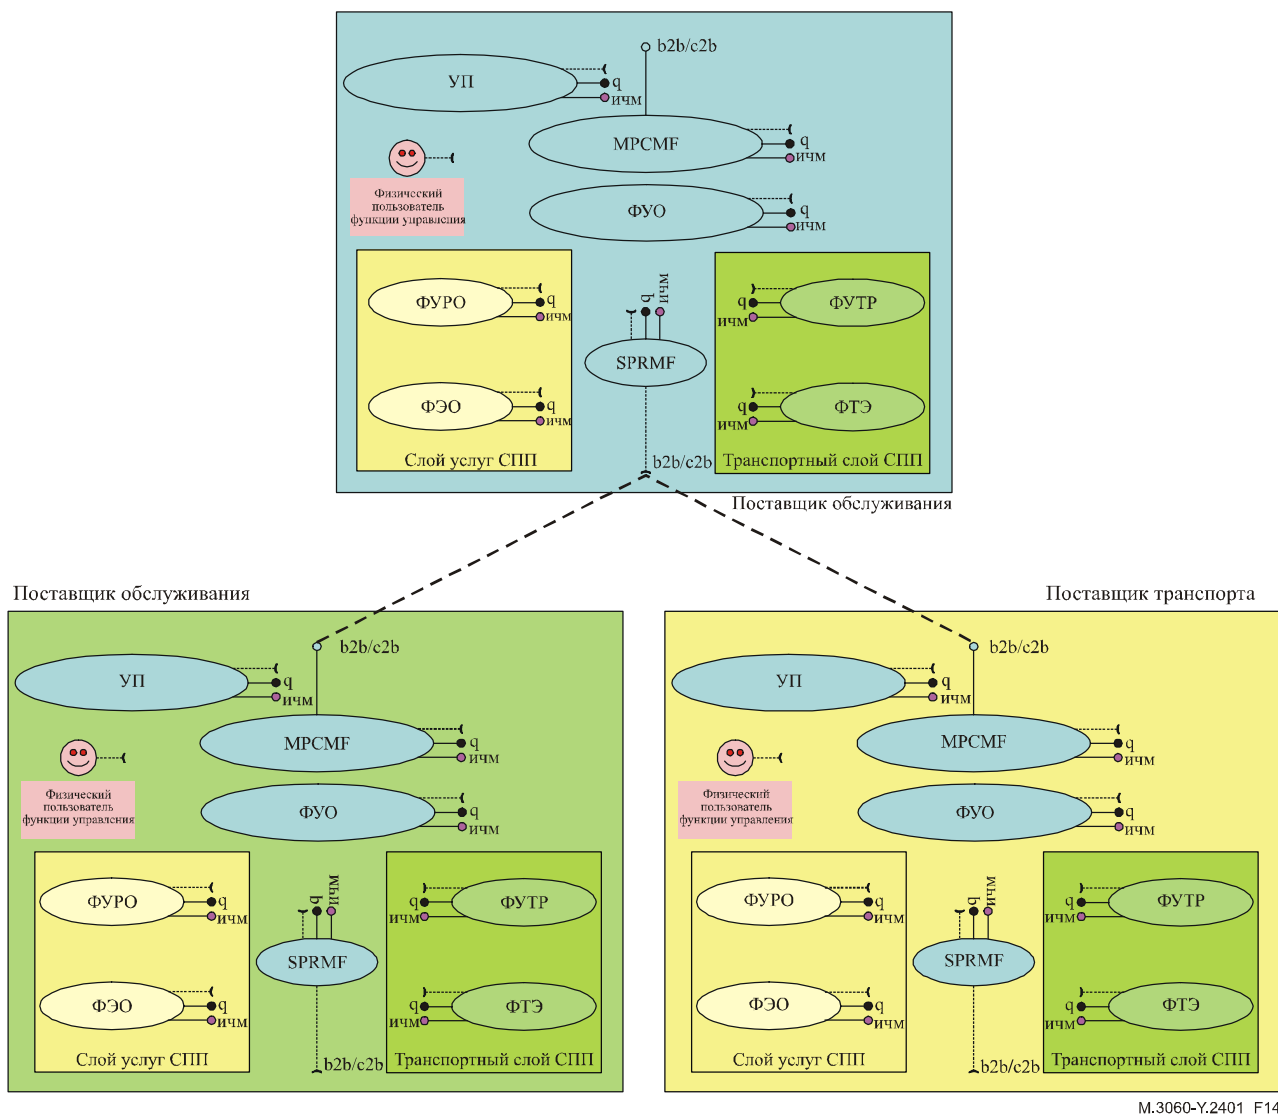 b2b/c2b
УП
q
ичм
МРСМF
q
ичм
Физический
пользователь
функции управления
ФУО
q
ичм
ФУРО
q
ичм
ичм
q
SPRMF
ФУТР
q
ичм
ФЭО
q
ичм
ФТЭ
q
ичм
Слой услуг СПП
b2b/c2b
Транспортный слой СПП
Поставщик обслуживания
Поставщик обслуживания
b2b/c2b
УП
q
ичм
MPCMF
q
ичм
Физический
пользователь
функции управления
ФУО
q
ичм
ФУРО
q
ичм
q
ичм
SPRMF
ФУТР
q
ичм
ФЭО
q
ичм
ФТЭ
q
ичм
Слой услуг СПП
b2b/c2b
Транспортный слой СПП
Поставщик транспорта
b2b/c2b
УП
q
ичм
MPCMF
q
ичм
Физический
пользователь
функции управления
ФУО
q
ичм
ФУРО
q
ичм
q
ичм
SPRMF
ФУТР
q
ичм
ФЭО
q
ичм
ФТЭ
q
ичм
Слой услуг СПП
b2b/c2b
Транспортный слой СПП
M.3060-Y.2401_F14